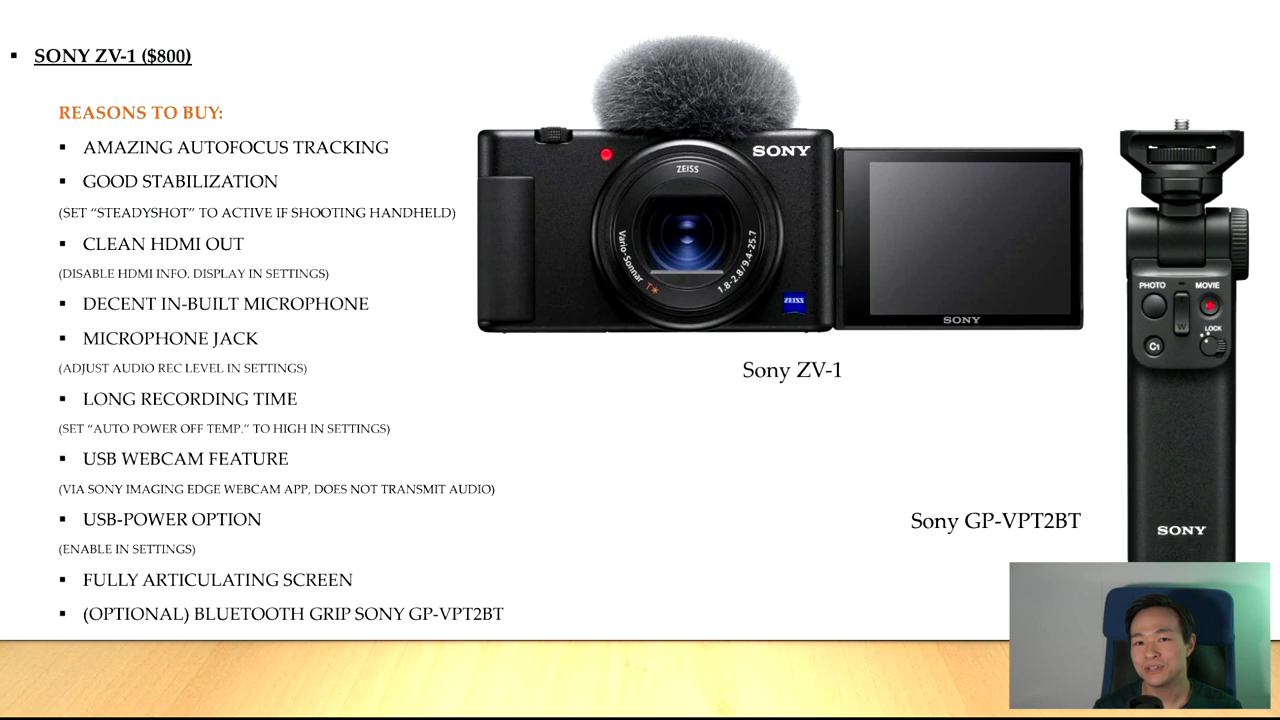 SONY ZV-1 ($800)
REASONS TO BUY:
AMAZING AUTOFOCUS TRACKING
GOOD STABILIZATION
(SET “STEADYSHOT” TO ACTIVE IF SHOOTING HANDHELD)
CLEAN HDMI OUT
(DISABLE HDMI INFO. DISPLAY IN SETTINGS)
DECENT IN-BUILT MICROPHONE
MICROPHONE JACK
(ADJUST AUDIO REC LEVEL IN SETTINGS)
LONG RECORDING TIME
(SET “AUTO POWER OFF TEMP.” TO HIGH IN SETTINGS)
USB WEBCAM FEATURE
(VIA SONY IMAGING EDGE WEBCAM APP, DOES NOT TRANSMIT AUDIO)
USB-POWER OPTION
(ENABLE IN SETTINGS)
FULLY ARTICULATING SCREEN
(OPTIONAL) BLUETOOTH GRIP SONY GP-VPT2BT
SONY
ZEISS
Vario-Sonnar T*
1.8-2.8/9.4-25.7
ZEISS
SONY
Sony ZV-1
PHOTO
MOVIE
W
LOCK
C1
SONY
Sony GP-VPT2BT